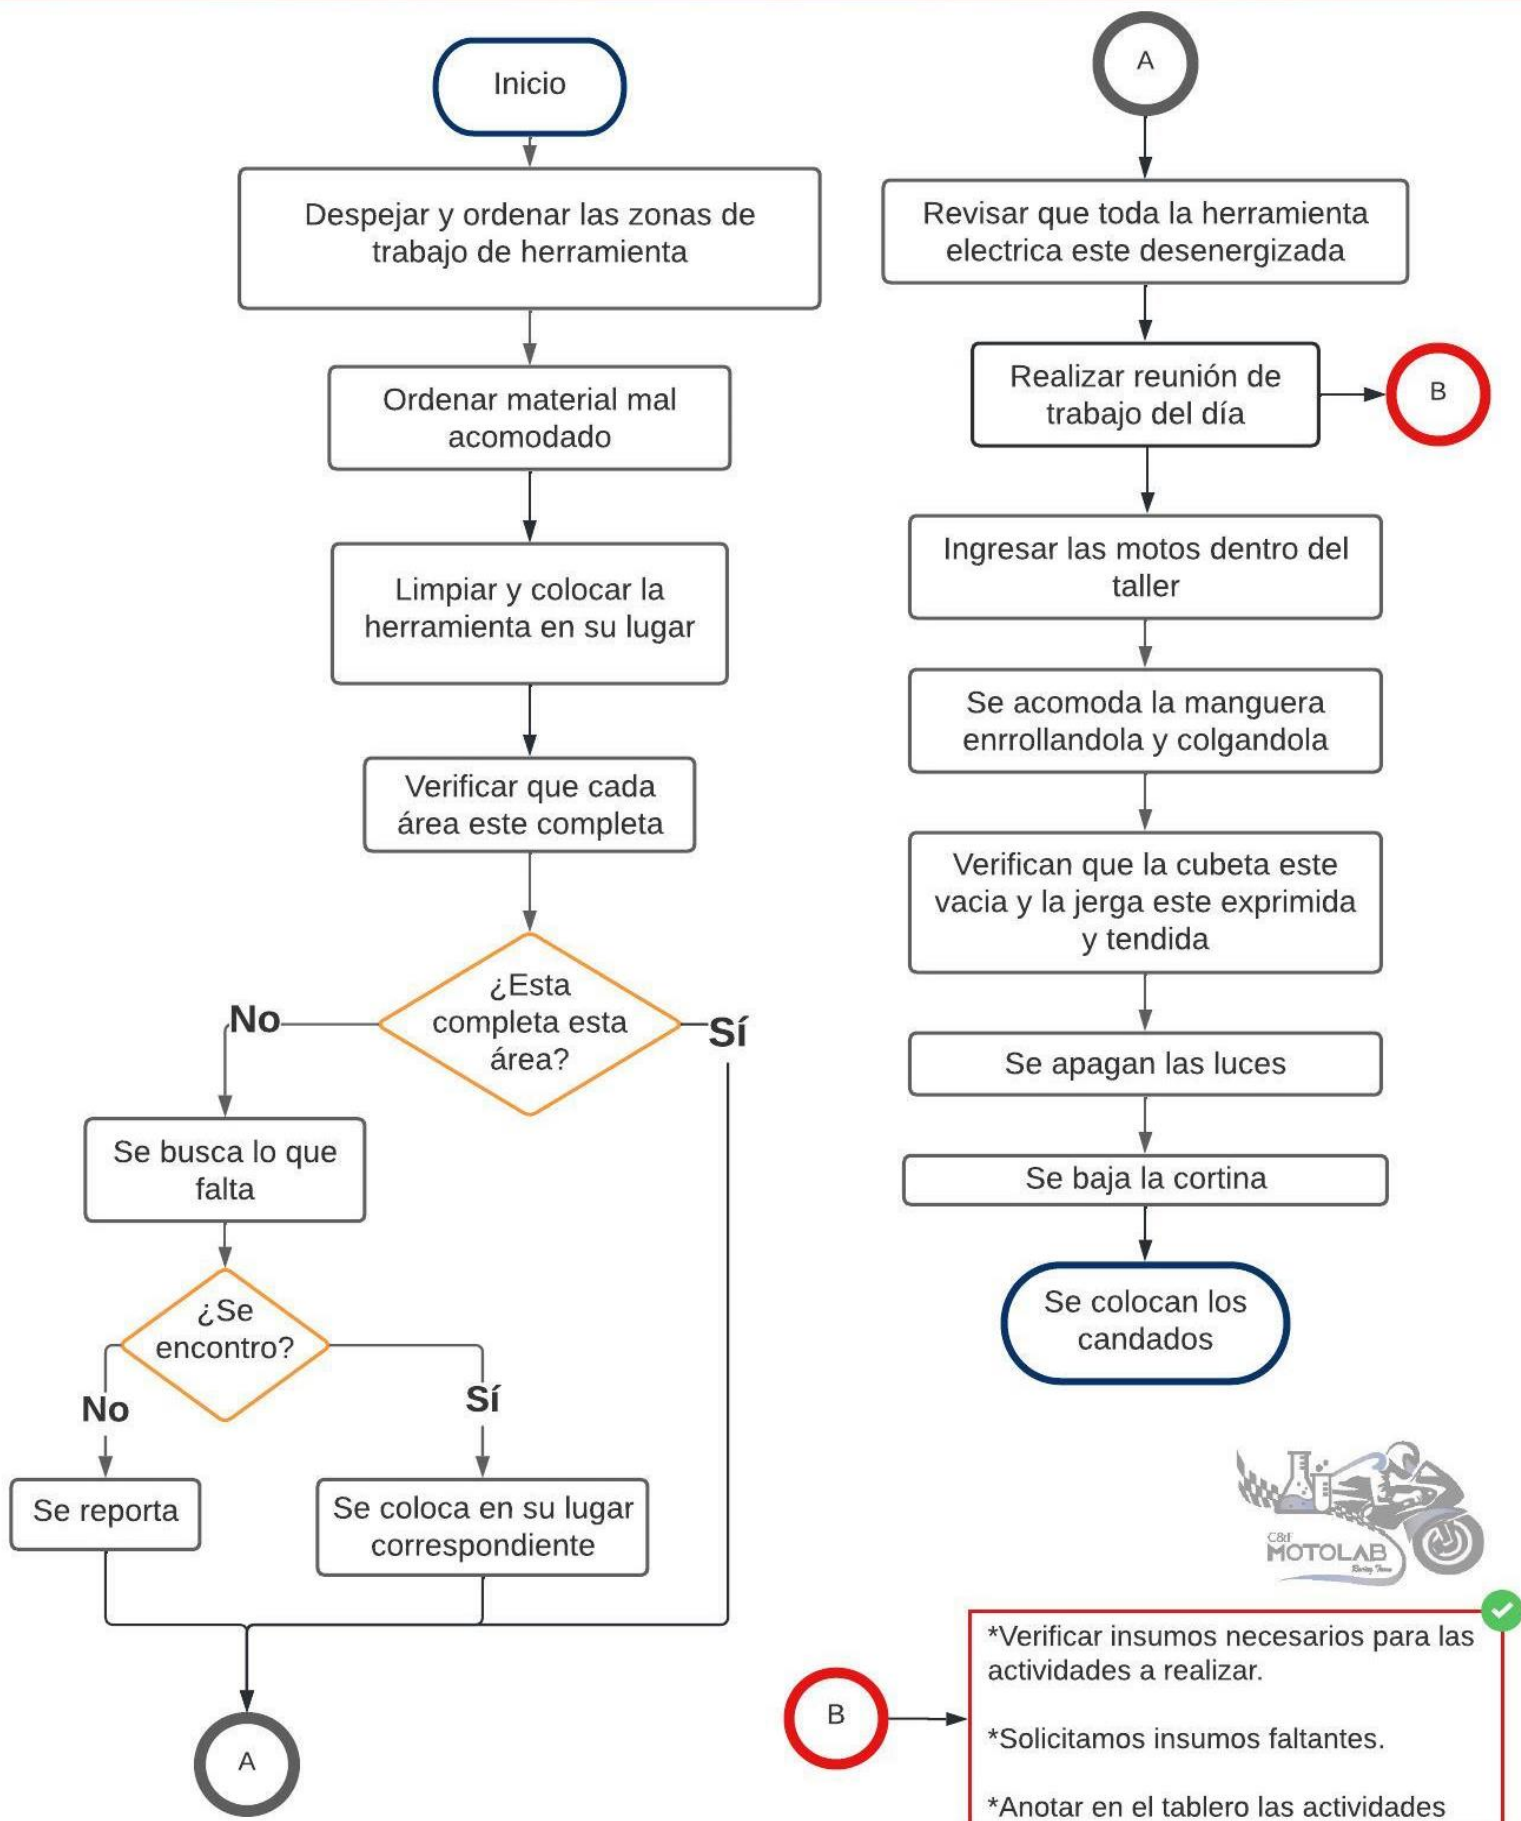 Inicio
Despejar y ordenar las zonas de
trabajo de herramienta
Ordenar material mal
acomodado
Limpiar y colocar la
herramienta en su lugar
Verificar que cada
área este completa
¿Esta
completa esta
área?
No
Sí
Se busca lo que
falta
¿Se
encontro?
No
Sí
Se reporta
Se coloca en su lugar
correspondiente
A
A
Revisar que toda la herramienta
electrica este desenergizada
Realizar reunión de
trabajo del día
B
Ingresar las motos dentro del
taller
Se acomoda la manguera
enrrollandola y colgandola
Verifican que la cubeta este
vacia y la jerga este exprimida
y tendida
Se apagan las luces
Se baja la cortina
Se colocan los
candados
C&F
MOTOLAB
Racing Team
B
*Verificar insumos necesarios para las
actividades a realizar.
*Solicitamos insumos faltantes.
*Anotar en el tablero las actividades